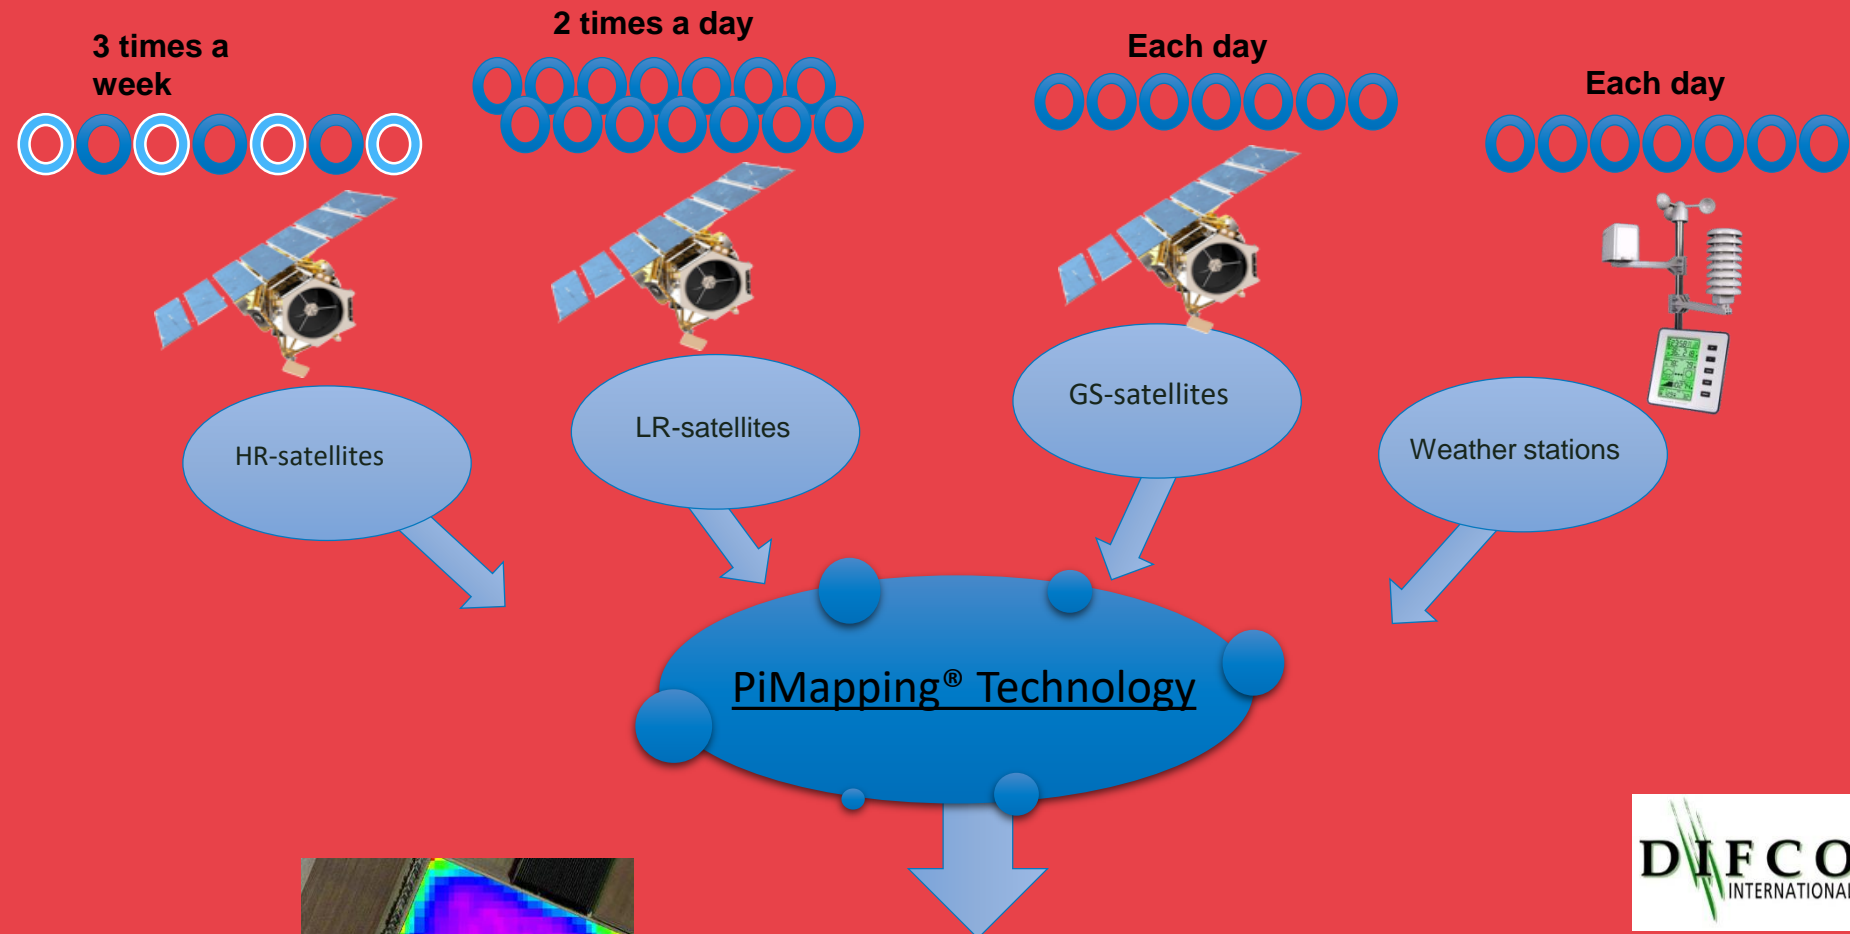 3 times a
week
2 times a day
Each day
Each day
HR-satellites
LR-satellites
GS-satellites
Weather stations
PiMapping® Technology
DIFCO
INTERNATIONAL